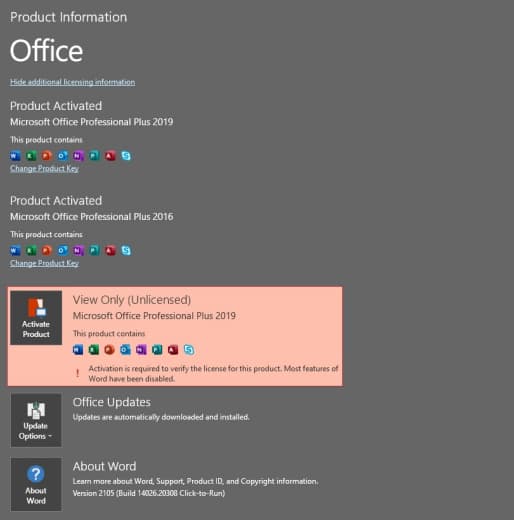 Product Information
Office
Hide additional licensing information
Product Activated
Microsoft Office Professional Plus 2019
This product contains
Change Product Key
Product Activated
Microsoft Office Professional Plus 2016
This product contains
Change Product Key
Activate
Product
View Only (Unlicensed)
Microsoft Office Professional Plus 2019
This product contains
! Activation is required to verify the license for this product. Most features of
Word have been disabled.
Update
Options
Office Updates
Updates are automatically downloaded and installed.
?
About
Word
About Word
Learn more about Word, Support, Product ID, and Copyright information.
Version 2105 (Build 14026.20308 Click-to-Run)